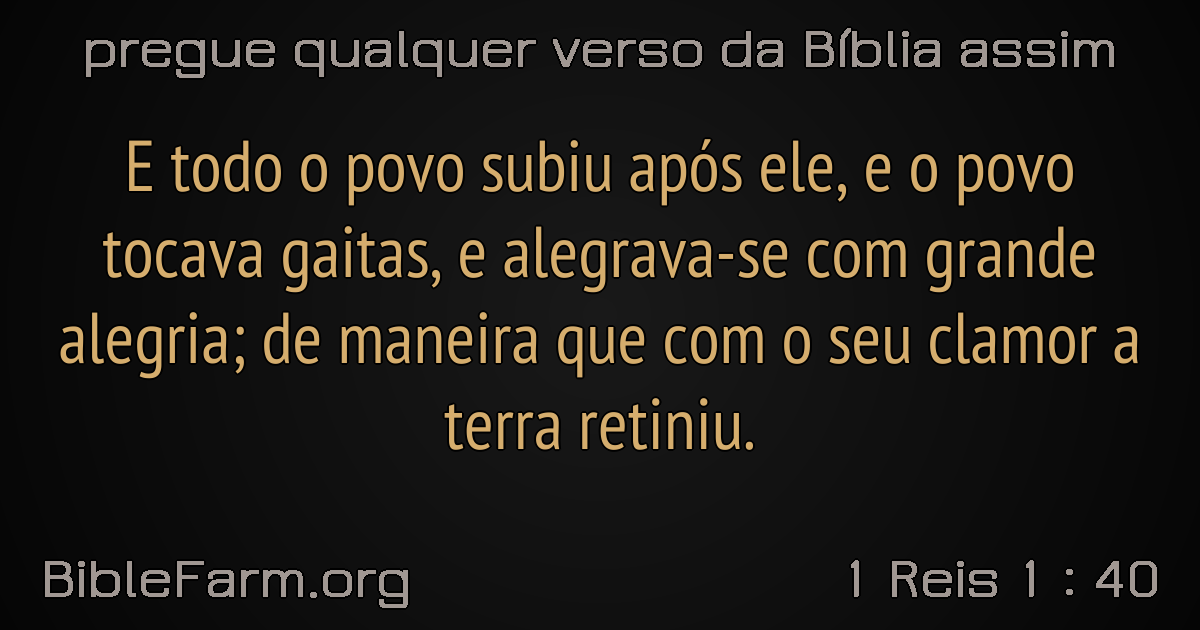 pregue qualquer verso da Bíblia assim
E todo o povo subiu após ele, e o povo
tocava gaitas, e alegrava-se com grande
alegria; de maneira que com o seu clamor a
terra retiniu.
BibleFarm.org
1 Reis 1 : 40